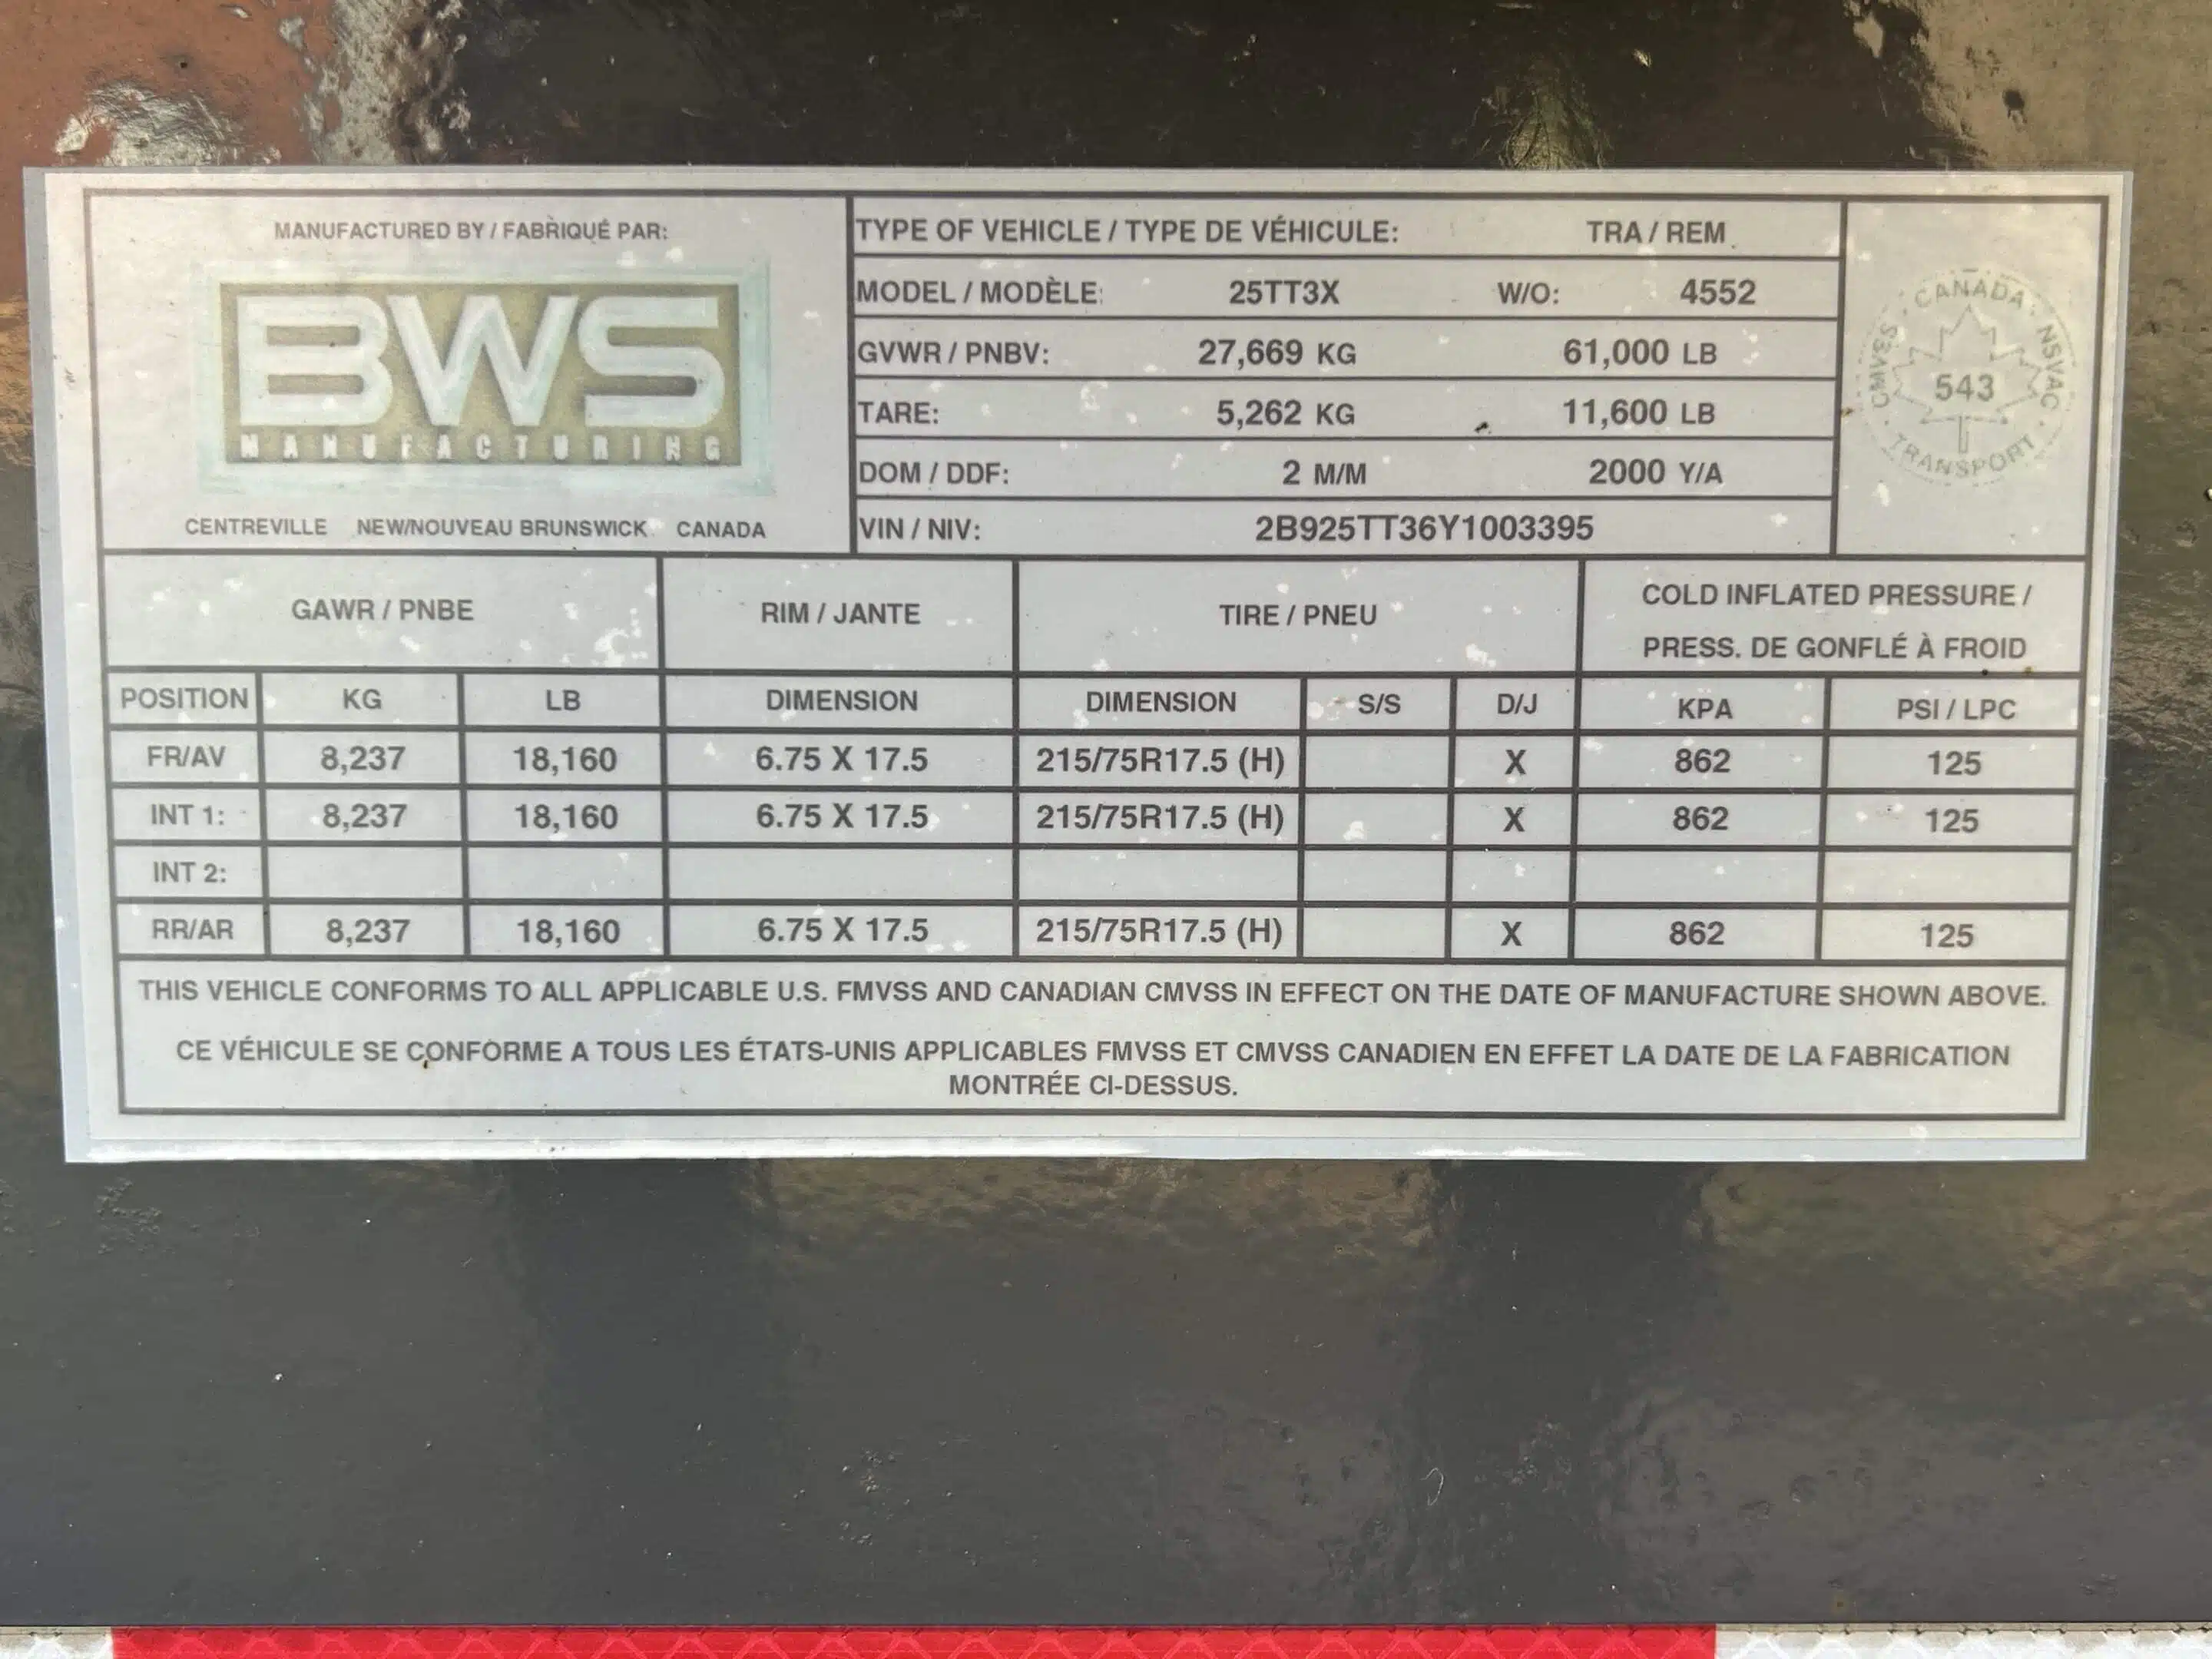 MANUFACTURED BY / FABRIQUÉ PAR:
BWS
MANUFACTURING
CENTREVILLE NEW/NOUVEAU BRUNSWICK CANADA
TYPE OF VEHICLE / TYPE DE VÉHICULE: TRA / REM
MODEL / MODÈLE: 25TT3X W/O: 4552
GVWR / PNBV: 27,669 KG 61,000 LB
TARE: 5,262 KG 11,600 LB
DOM / DDF: 2 M/M 2000 Y/A
VIN / NIV: 2B925TT36Y1003395
CANADA
CMVSS NSVAC
543
TRANSPORT
GAWR / PNBE RIM / JANTE TIRE / PNEU COLD INFLATED PRESSURE /
PRESS. DE GONFLÉ À FROID
POSITION KG LB DIMENSION DIMENSION S/S D/J KPA PSI / LPC
FR/AV 8,237 18,160 6.75 X 17.5 215/75R17.5 (H) X 862 125
INT 1: 8,237 18,160 6.75 X 17.5 215/75R17.5 (H) X 862 125
INT 2:
RR/AR 8,237 18,160 6.75 X 17.5 215/75R17.5 (H) X 862 125
THIS VEHICLE CONFORMS TO ALL APPLICABLE U.S. FMVSS AND CANADIAN CMVSS IN EFFECT ON THE DATE OF MANUFACTURE SHOWN ABOVE.
CE VÉHICULE SE CONFORME A TOUS LES ÉTATS-UNIS APPLICABLES FMVSS ET CMVSS CANADIEN EN EFFET LA DATE DE LA FABRICATION
MONTRÉE CI-DESSUS.